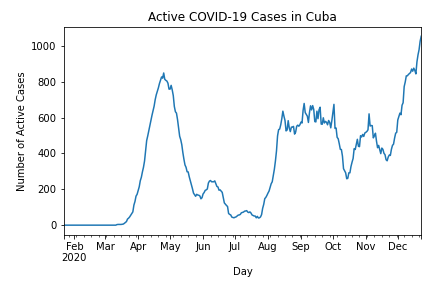 Active COVID-19 Cases in Cuba
1000
800
600
400
200
0
Number of Active Cases
Feb Mar Apr May Jun Jul Aug Sep Oct Nov Dec
2020
Day